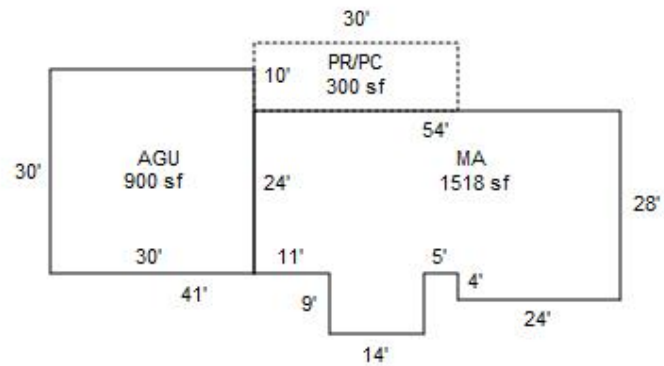 30'
PR/PC
300 sf
10'
54'
AGU
900 sf
MA
1518 sf
30'
24'
28'
30'
11'
5'
4'
41'
9'
24'
14'